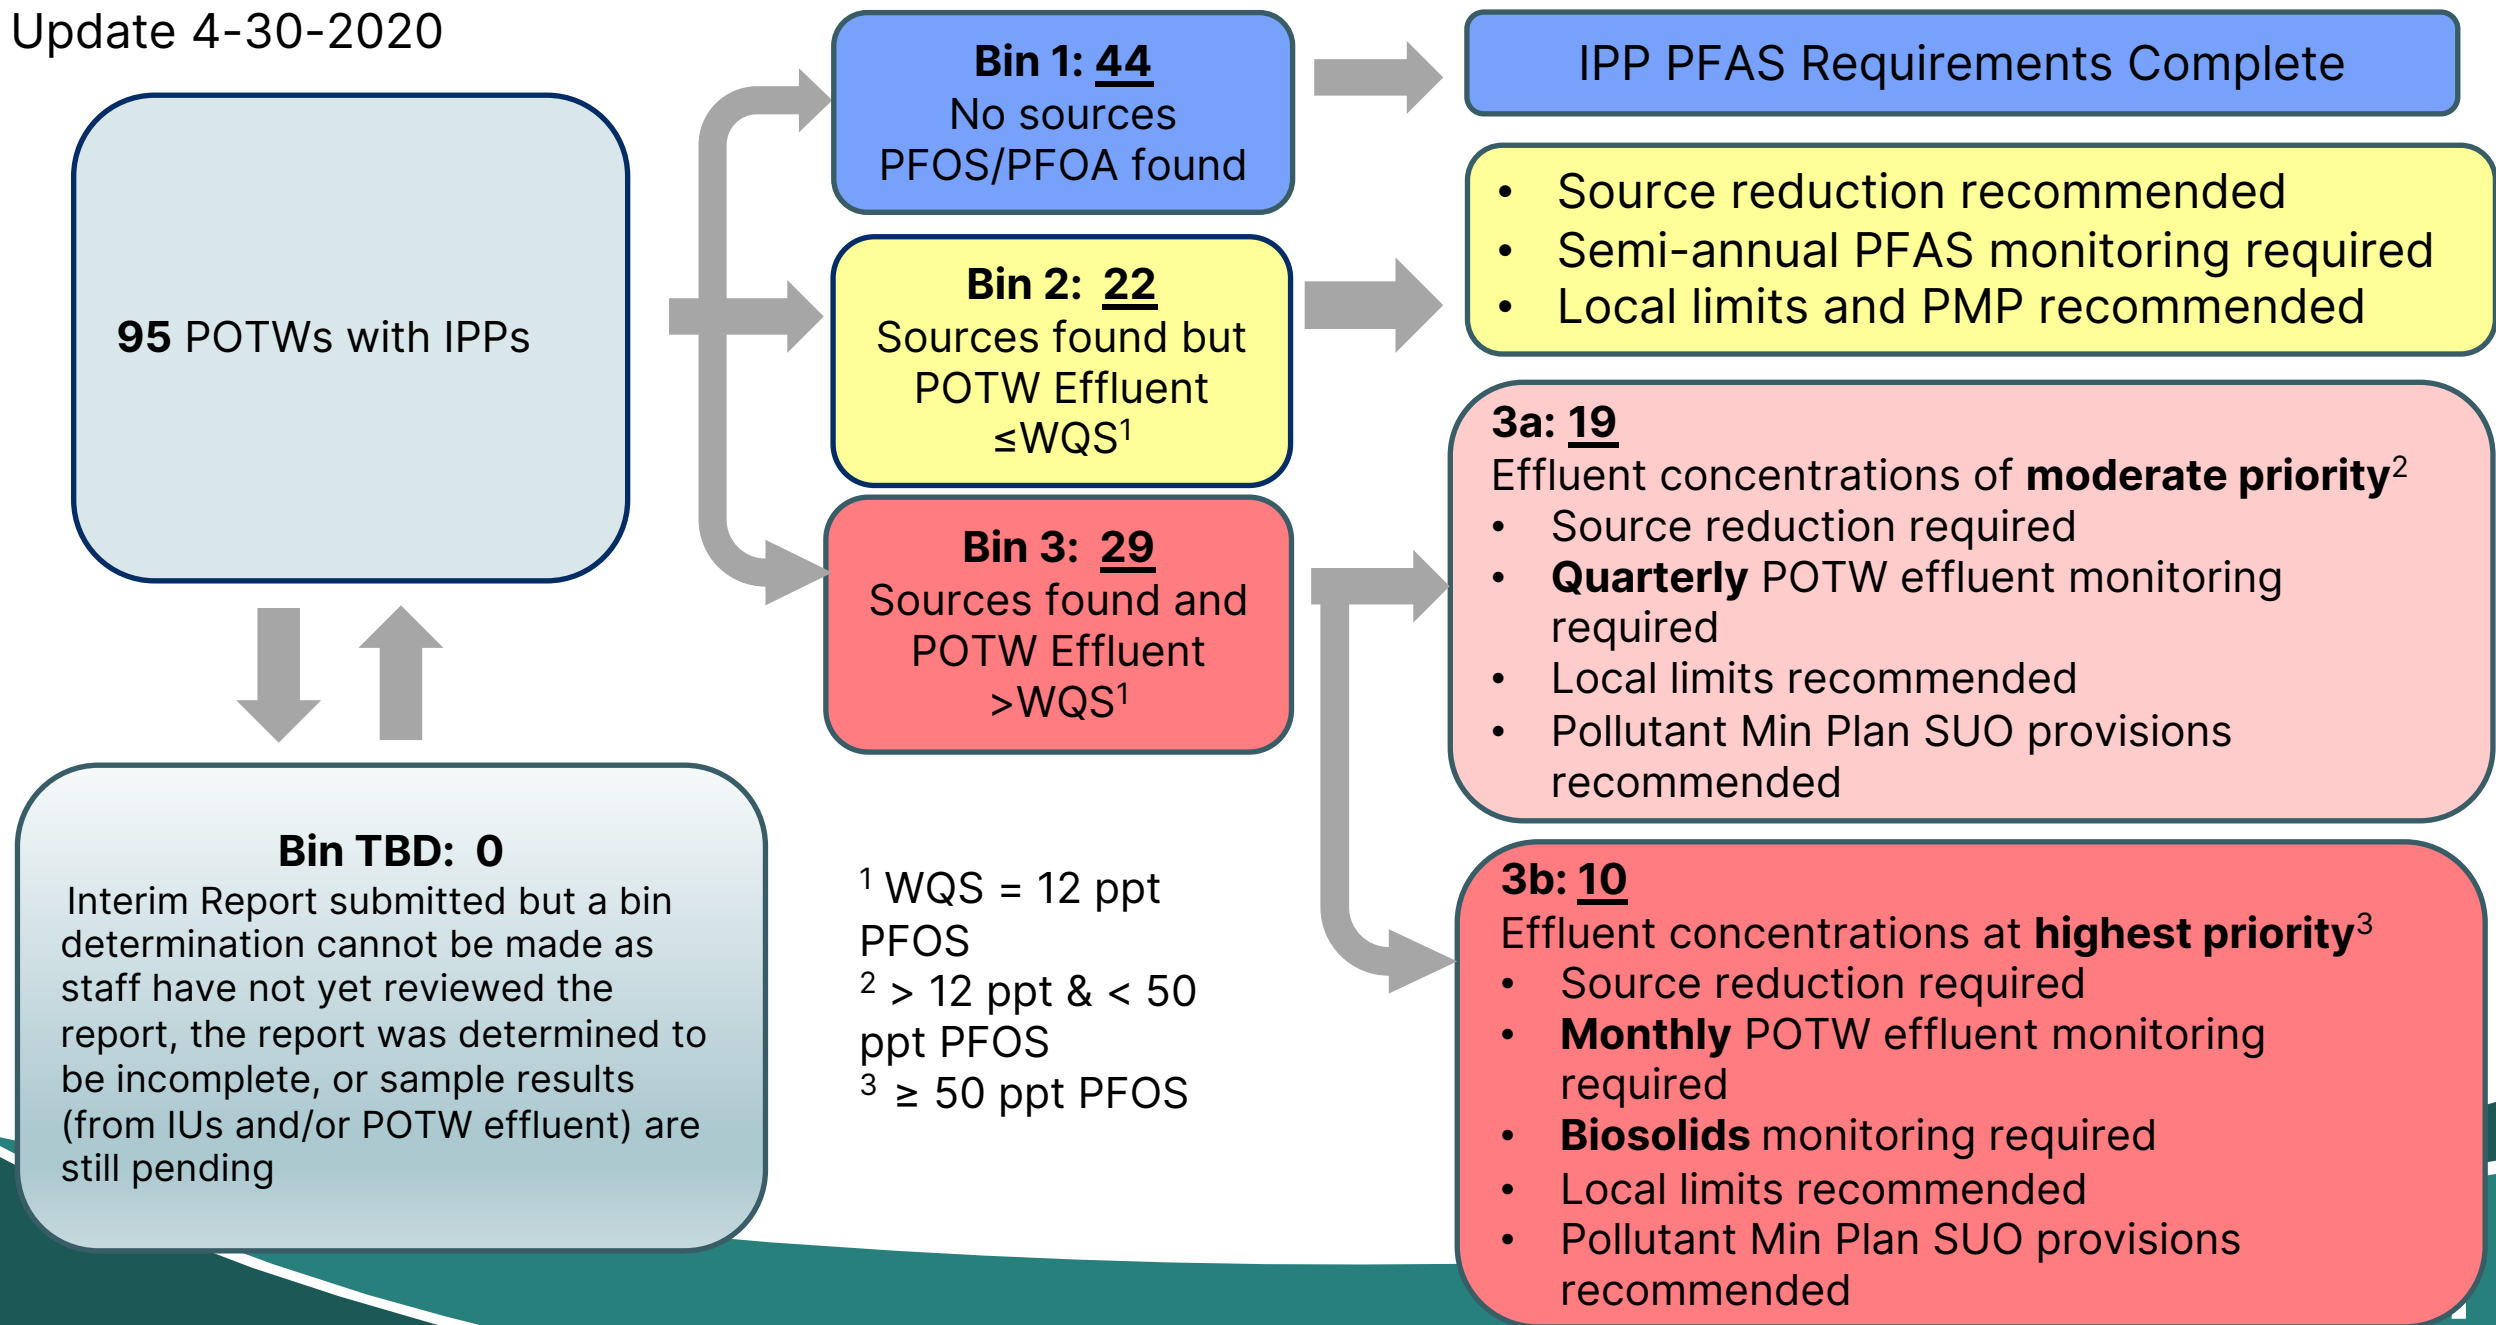 Update 4-30-2020
95 POTWs with IPPs
Bin TBD:  0
Interim Report submitted but a bin
determination cannot be made as
staff have not yet reviewed the
report, the report was determined to
be incomplete, or sample results
(from IUs and/or POTW effluent) are
still pending
Bin 1: 44
No sources
PFOS/PFOA found
Bin 2:  22
Sources found but
POTW Effluent
≤WQS¹
Bin 3:  29
Sources found and
POTW Effluent
>WQS¹
¹ WQS = 12 ppt
PFOS
² > 12 ppt & < 50
ppt PFOS
³ ≥ 50 ppt PFOS
IPP PFAS Requirements Complete
• Source reduction recommended
• Semi-annual PFAS monitoring required
• Local limits and PMP recommended
3a: 19
Effluent concentrations of moderate priority²
• Source reduction required
• Quarterly POTW effluent monitoring
required
• Local limits recommended
• Pollutant Min Plan SUO provisions
recommended
3b: 10
Effluent concentrations at highest priority³
• Source reduction required
• Monthly POTW effluent monitoring
required
• Biosolids monitoring required
• Local limits recommended
• Pollutant Min Plan SUO provisions
recommended